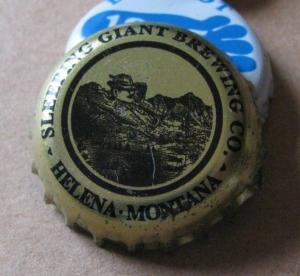 SLEEPING GIANT BREWING CO.
HELENA · MONTANA